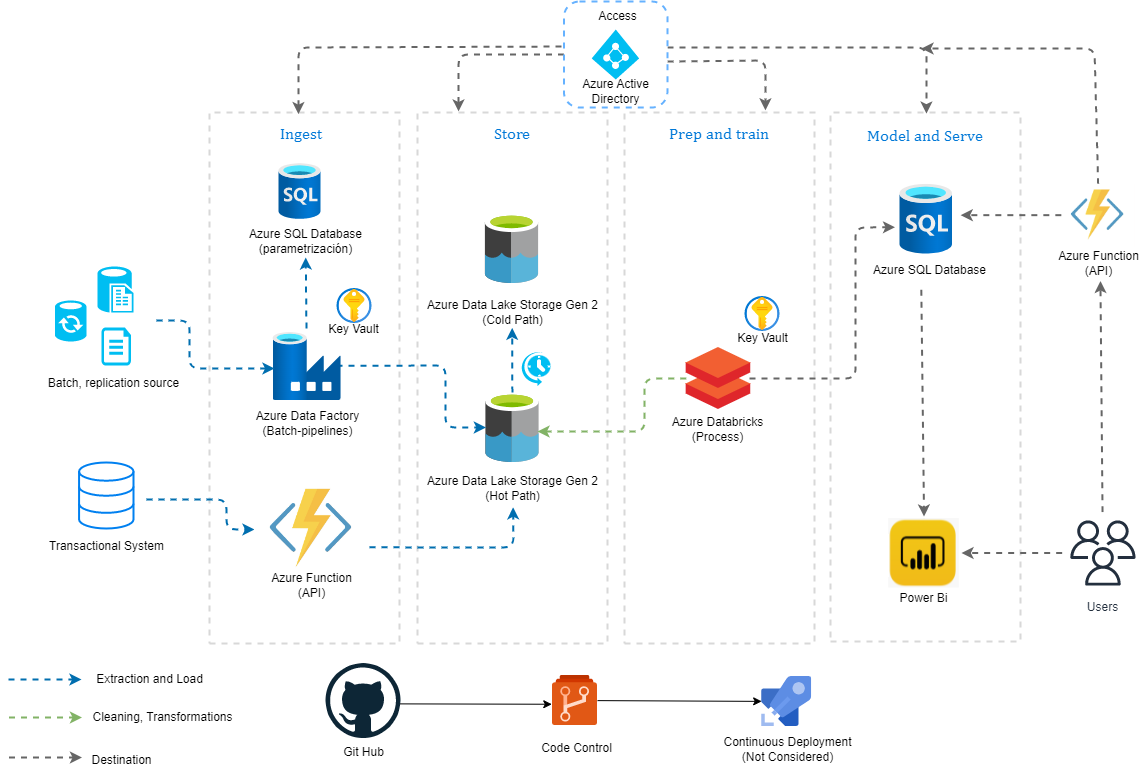 Access
Azure Active
Directory
Ingest
Store
Prep and train
Model and Serve
SQL
Azure SQL Database
(parametrización)
Key Vault
Batch, replication source
Azure Data Factory
(Batch-pipelines)
Transactional System
Azure Function
(API)
Azure Data Lake Storage Gen 2
(Cold Path)
Azure Data Lake Storage Gen 2
(Hot Path)
Key Vault
Azure Databricks
(Process)
SQL
Azure SQL Database
Power Bi
Azure Function
(API)
Users
Extraction and Load
Cleaning, Transformations
Destination
Git Hub
Code Control
Continuous Deployment
(Not Considered)